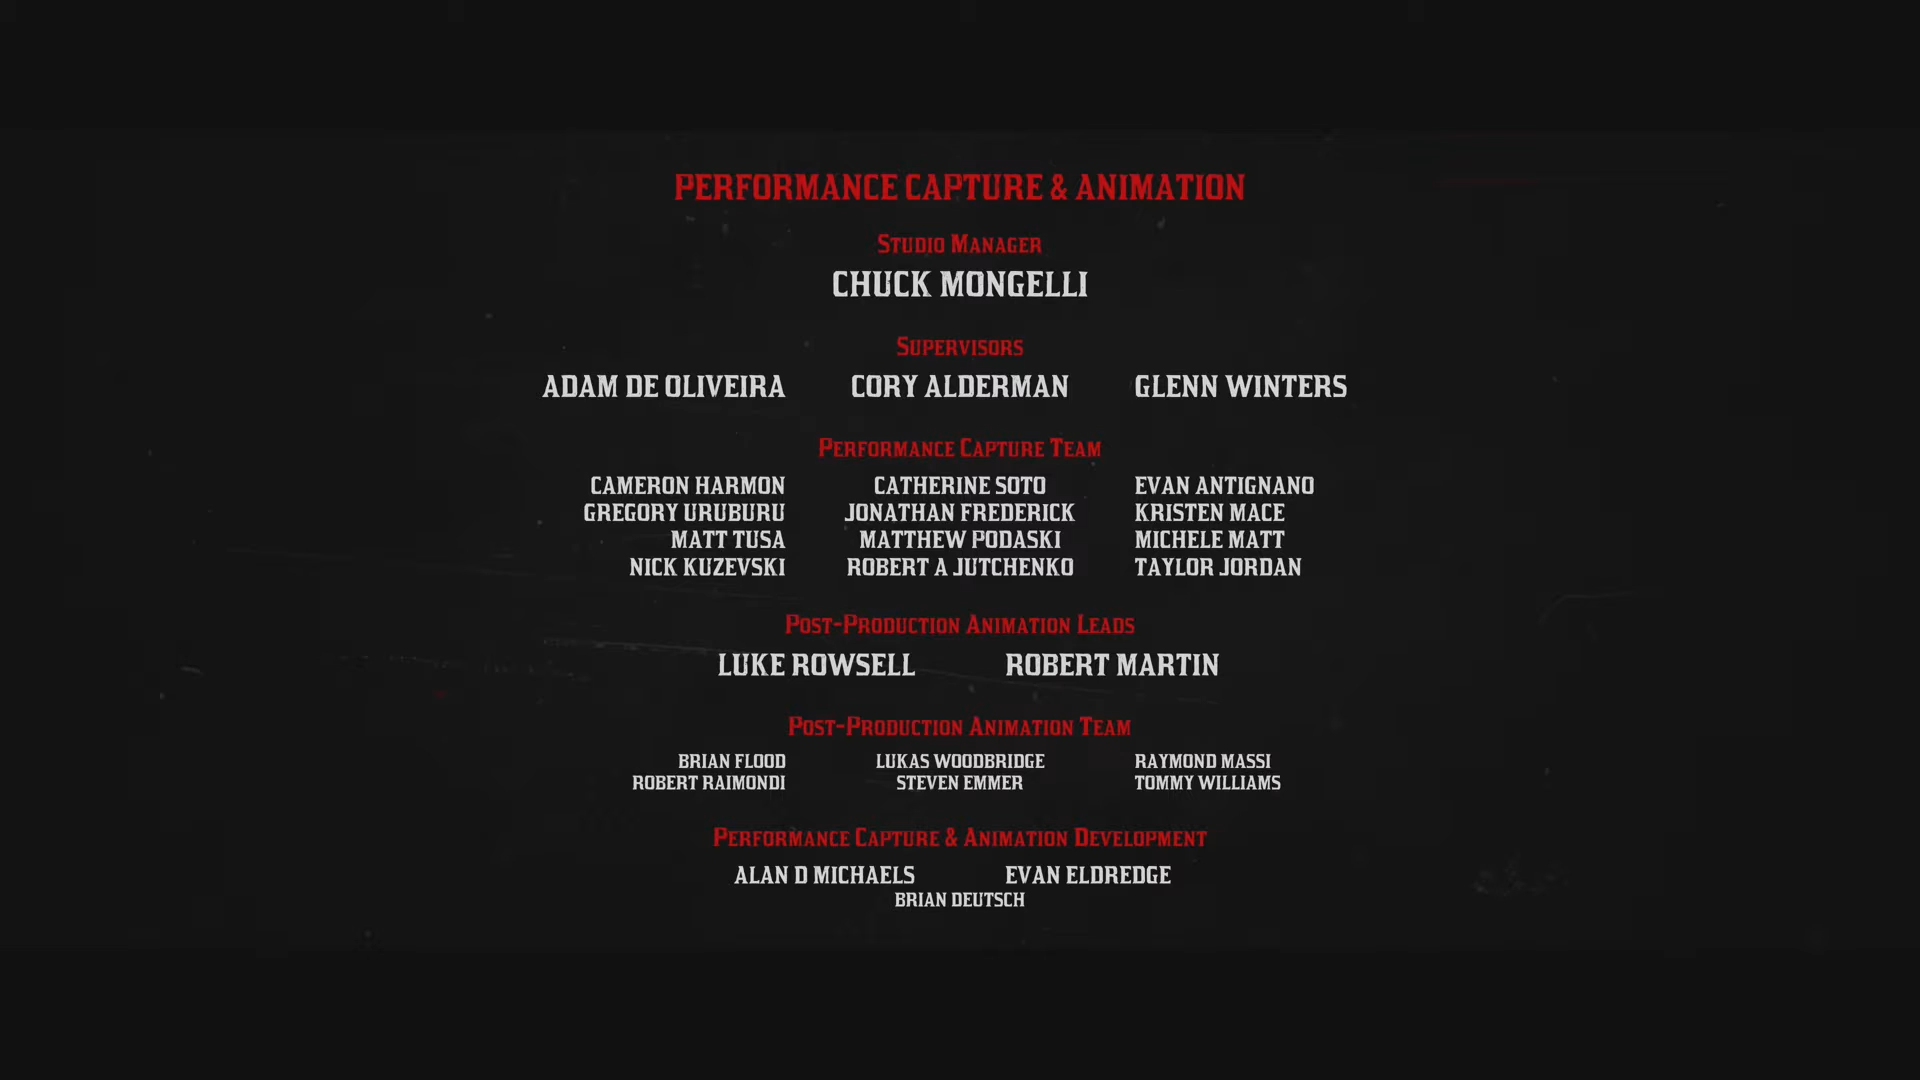 PERFORMANCE CAPTURE & ANIMATION
STUDIO MANAGER
CHUCK MONGELLI
SUPERVISORS
ADAM DE OLIVEIRA CORY ALDERMAN GLENN WINTERS
PERFORMANCE CAPTURE TEAM
CAMERON HARMON CATHERINE SOTO EVAN ANTIGNANO
GREGORY URUBURU JONATHAN FREDERICK KRISTEN MACE
MATT TUSA MATTHEW PODASKI MICHELE MATT
NICK KUZEVSKI ROBERT A JUTCHENKO TAYLOR JORDAN
POST-PRODUCTION ANIMATION LEADS
LUKE ROWSELL ROBERT MARTIN
POST-PRODUCTION ANIMATION TEAM
BRIAN FLOOD LUKAS WOODBRIDGE RAYMOND MASSI
ROBERT RAIMONDI STEVEN EMMER TOMMY WILLIAMS
PERFORMANCE CAPTURE & ANIMATION DEVELOPMENT
ALAN D MICHAELS EVAN ELDREDGE
BRIAN DEUTSCH